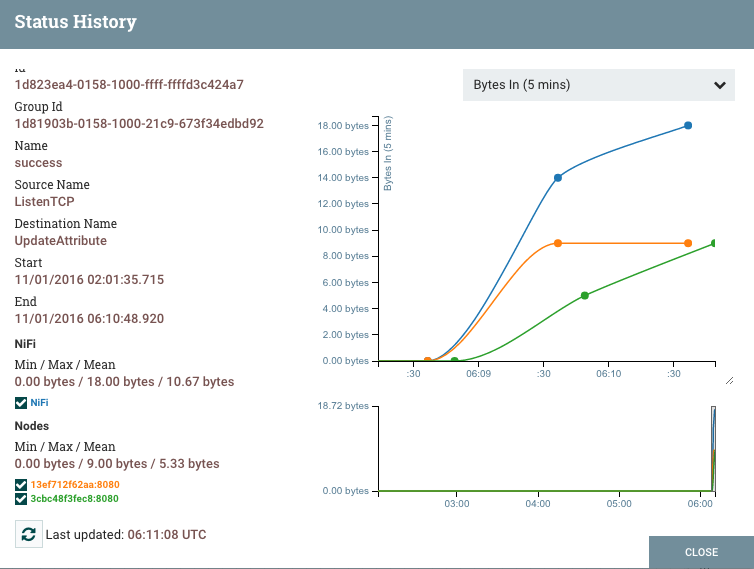 Status History
Id
1d823ea4-0158-1000-ffff-ffffd3c424a7
Group Id
1d81903b-0158-1000-21c9-673f34edbd92
Name
success
Source Name
ListenTCP
Destination Name
UpdateAttribute
Start
11/01/2016 02:01:35.715
End
11/01/2016 06:10:48.920
NiFi
Min / Max / Mean
0.00 bytes / 18.00 bytes / 10.67 bytes
NiFi
Nodes
Min / Max / Mean
0.00 bytes / 9.00 bytes / 5.33 bytes
13ef712f62aa:8080
3cbc48f3fec8:8080
Last updated: 06:11:08 UTC
Bytes In (5 mins)
Bytes In (5 mins)
18.00 bytes
16.00 bytes
14.00 bytes
12.00 bytes
10.00 bytes
8.00 bytes
6.00 bytes
4.00 bytes
2.00 bytes
0.00 bytes
:30 06:09 :30 06:10 :30
18.72 bytes
0.00 bytes
03:00 04:00 05:00 06:00
CLOSE